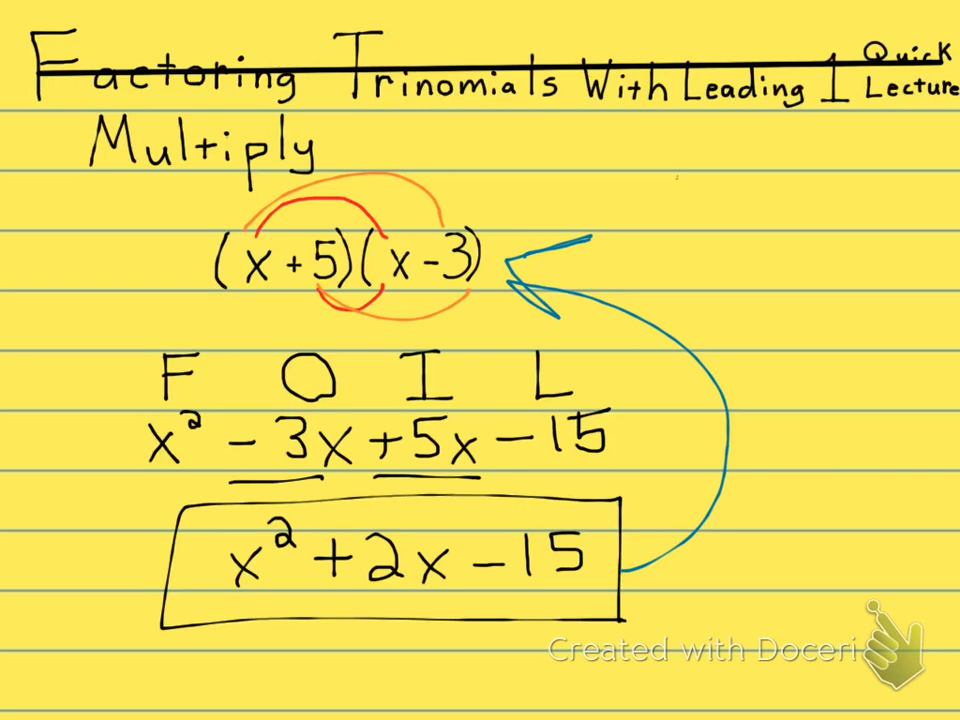 Factoring Trinomials With Leading 1 Quick Lecture
Multiply
(x + 5)(x - 3)
F O I L
x² - 3x + 5x - 15
x² + 2x - 15
Created with Doceri